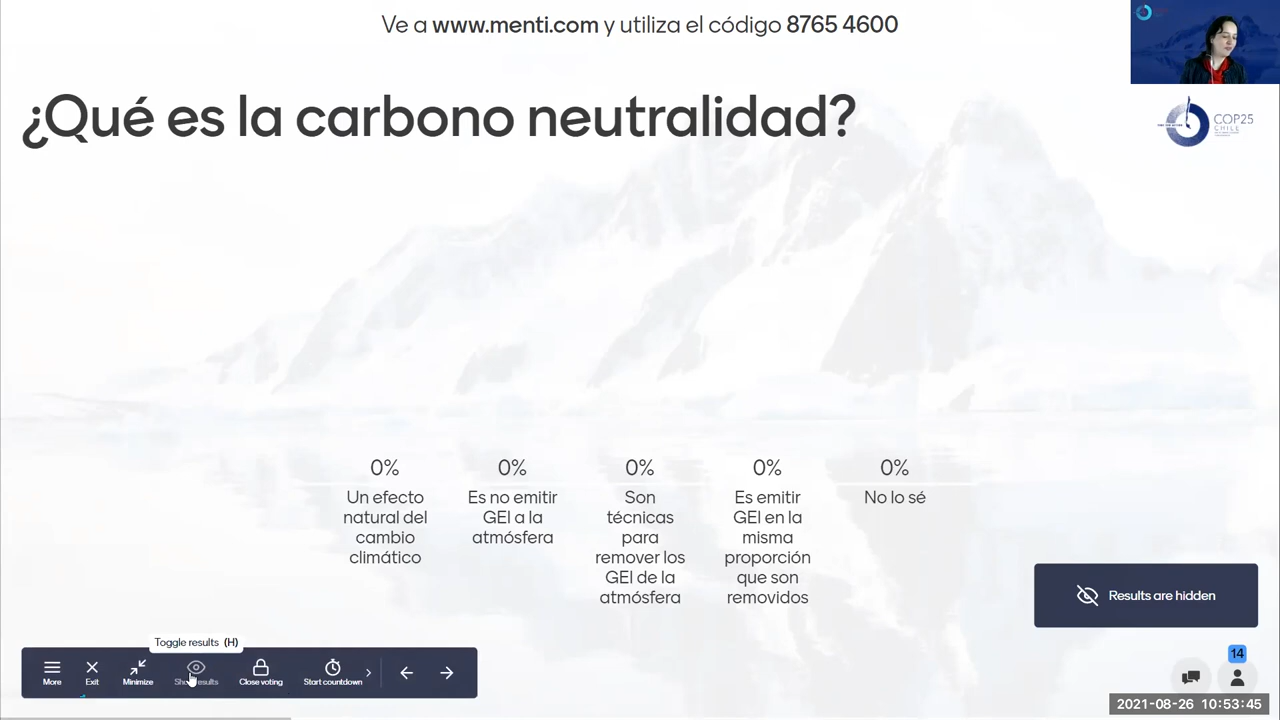 Ve a www.menti.com y utiliza el código 8765 4600
¿Qué es la carbono neutralidad?
COP25
CHILE
0%
Un efecto
natural del
cambio
climático
0%
Es no emitir
GEI a la
atmósfera
0%
Son
técnicas
para
remover los
GEI de la
atmósfera
0%
Es emitir
GEI en la
misma
proporción
que son
removidos
0%
No lo sé
Results are hidden
Toggle results (H)
More
Exit
Minimize
Close voting
Start countdown
14
2021-08-26 10:53:45